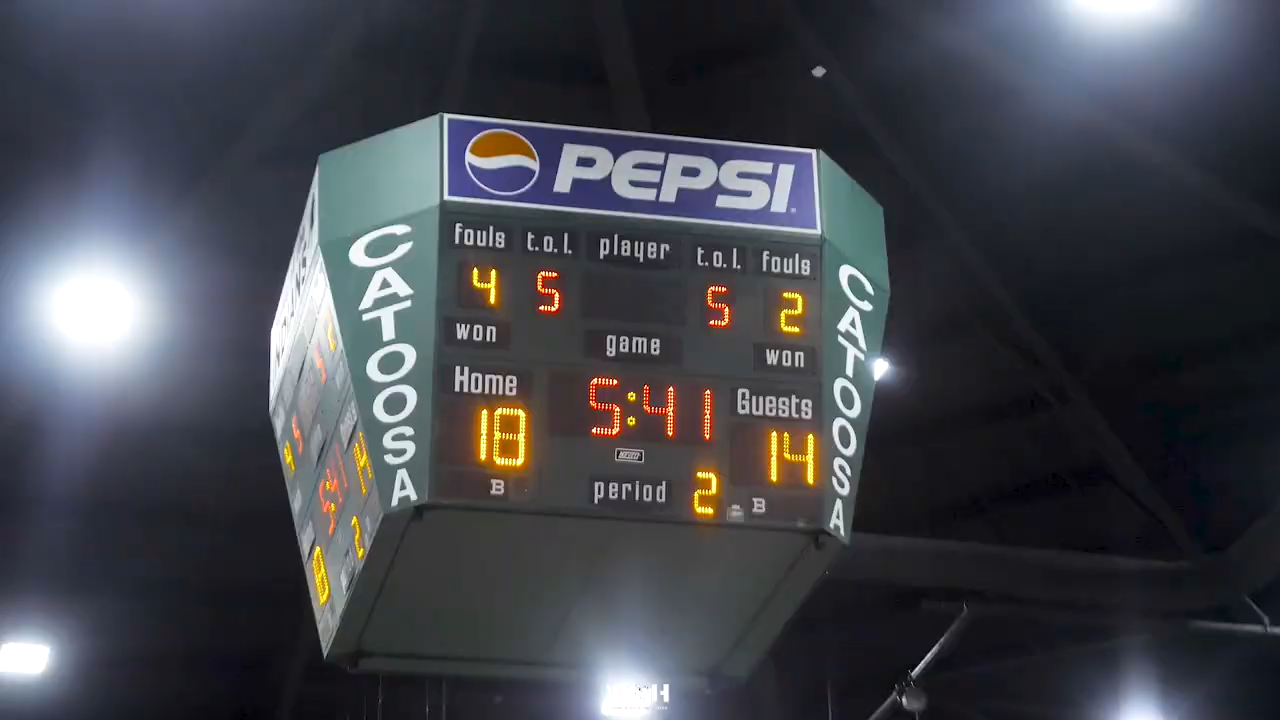 PEPSI
fouls t.o.l. player t.o.l. fouls
4 5 5 2
won game won
Home 5:41 Guests
18 14
B period 2 B
CATOOSA
CATOOSA